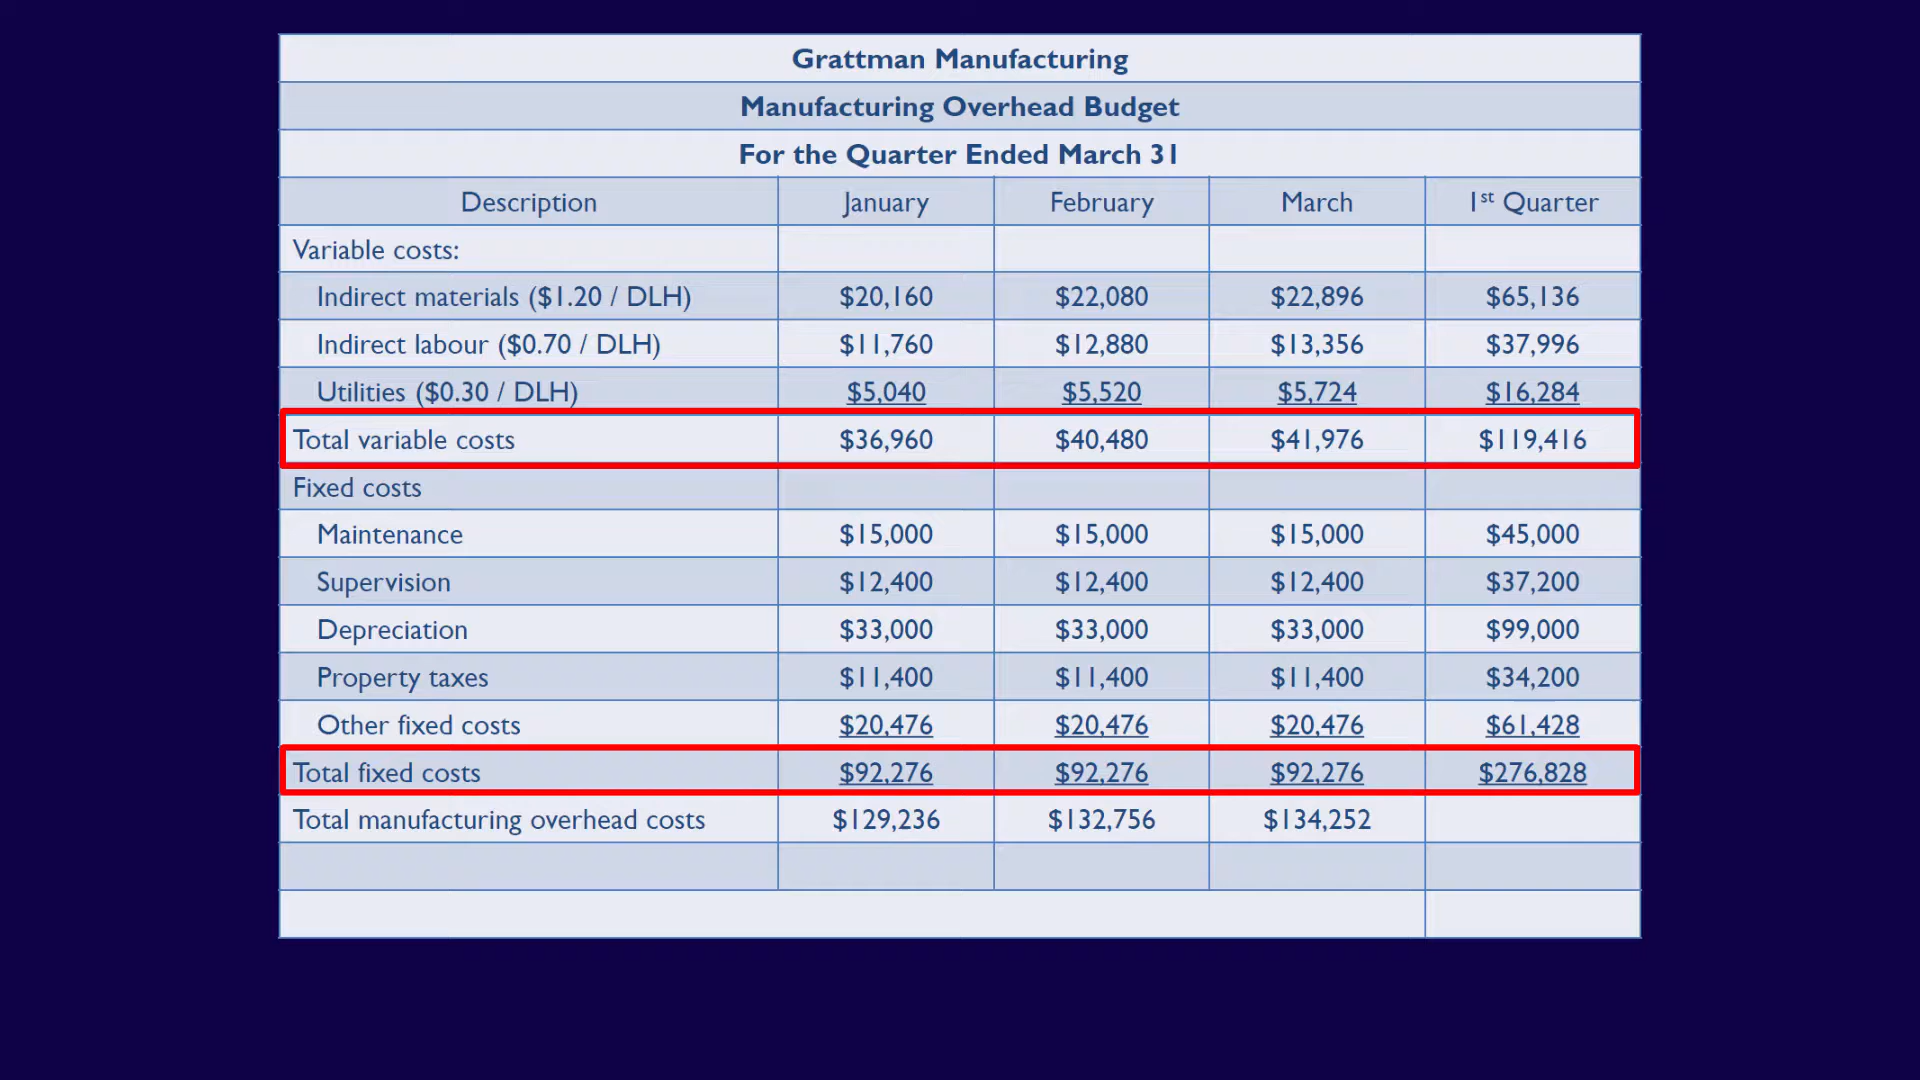 Grattman Manufacturing
Manufacturing Overhead Budget
For the Quarter Ended March 31
Description January February March 1st Quarter
Variable costs:
Indirect materials ($1.20 / DLH) $20,160 $22,080 $22,896 $65,136
Indirect labour ($0.70 / DLH) $11,760 $12,880 $13,356 $37,996
Utilities ($0.30 / DLH) $5,040 $5,520 $5,724 $16,284
Total variable costs $36,960 $40,480 $41,976 $119,416
Fixed costs
Maintenance $15,000 $15,000 $15,000 $45,000
Supervision $12,400 $12,400 $12,400 $37,200
Depreciation $33,000 $33,000 $33,000 $99,000
Property taxes $11,400 $11,400 $11,400 $34,200
Other fixed costs $20,476 $20,476 $20,476 $61,428
Total fixed costs $92,276 $92,276 $92,276 $276,828
Total manufacturing overhead costs $129,236 $132,756 $134,252